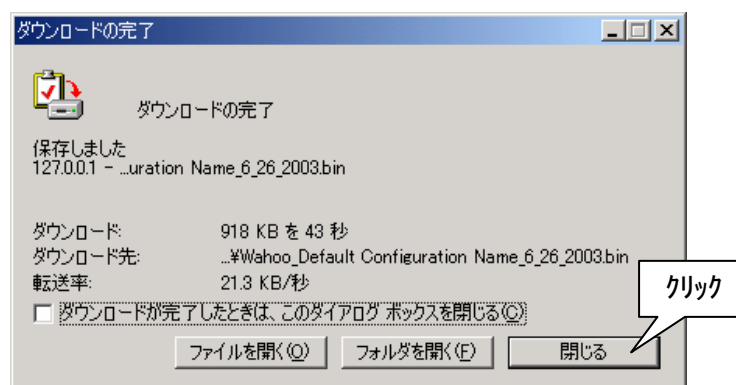 ダウンロードの完了
ダウンロードの完了
保存しました
127.0.0.1 - ...uration Name_6_26_2003.bin
ダウンロード: 918 KB を 43 秒
ダウンロード先: ...¥Wahoo_Default Configuration Name_6_26_2003.bin
転送率: 21.3 KB/秒
クリック
ダウンロードが完了したときは、このダイアログ ボックスを閉じる(C)
ファイルを開く(O) フォルダを開く(F) 閉じる